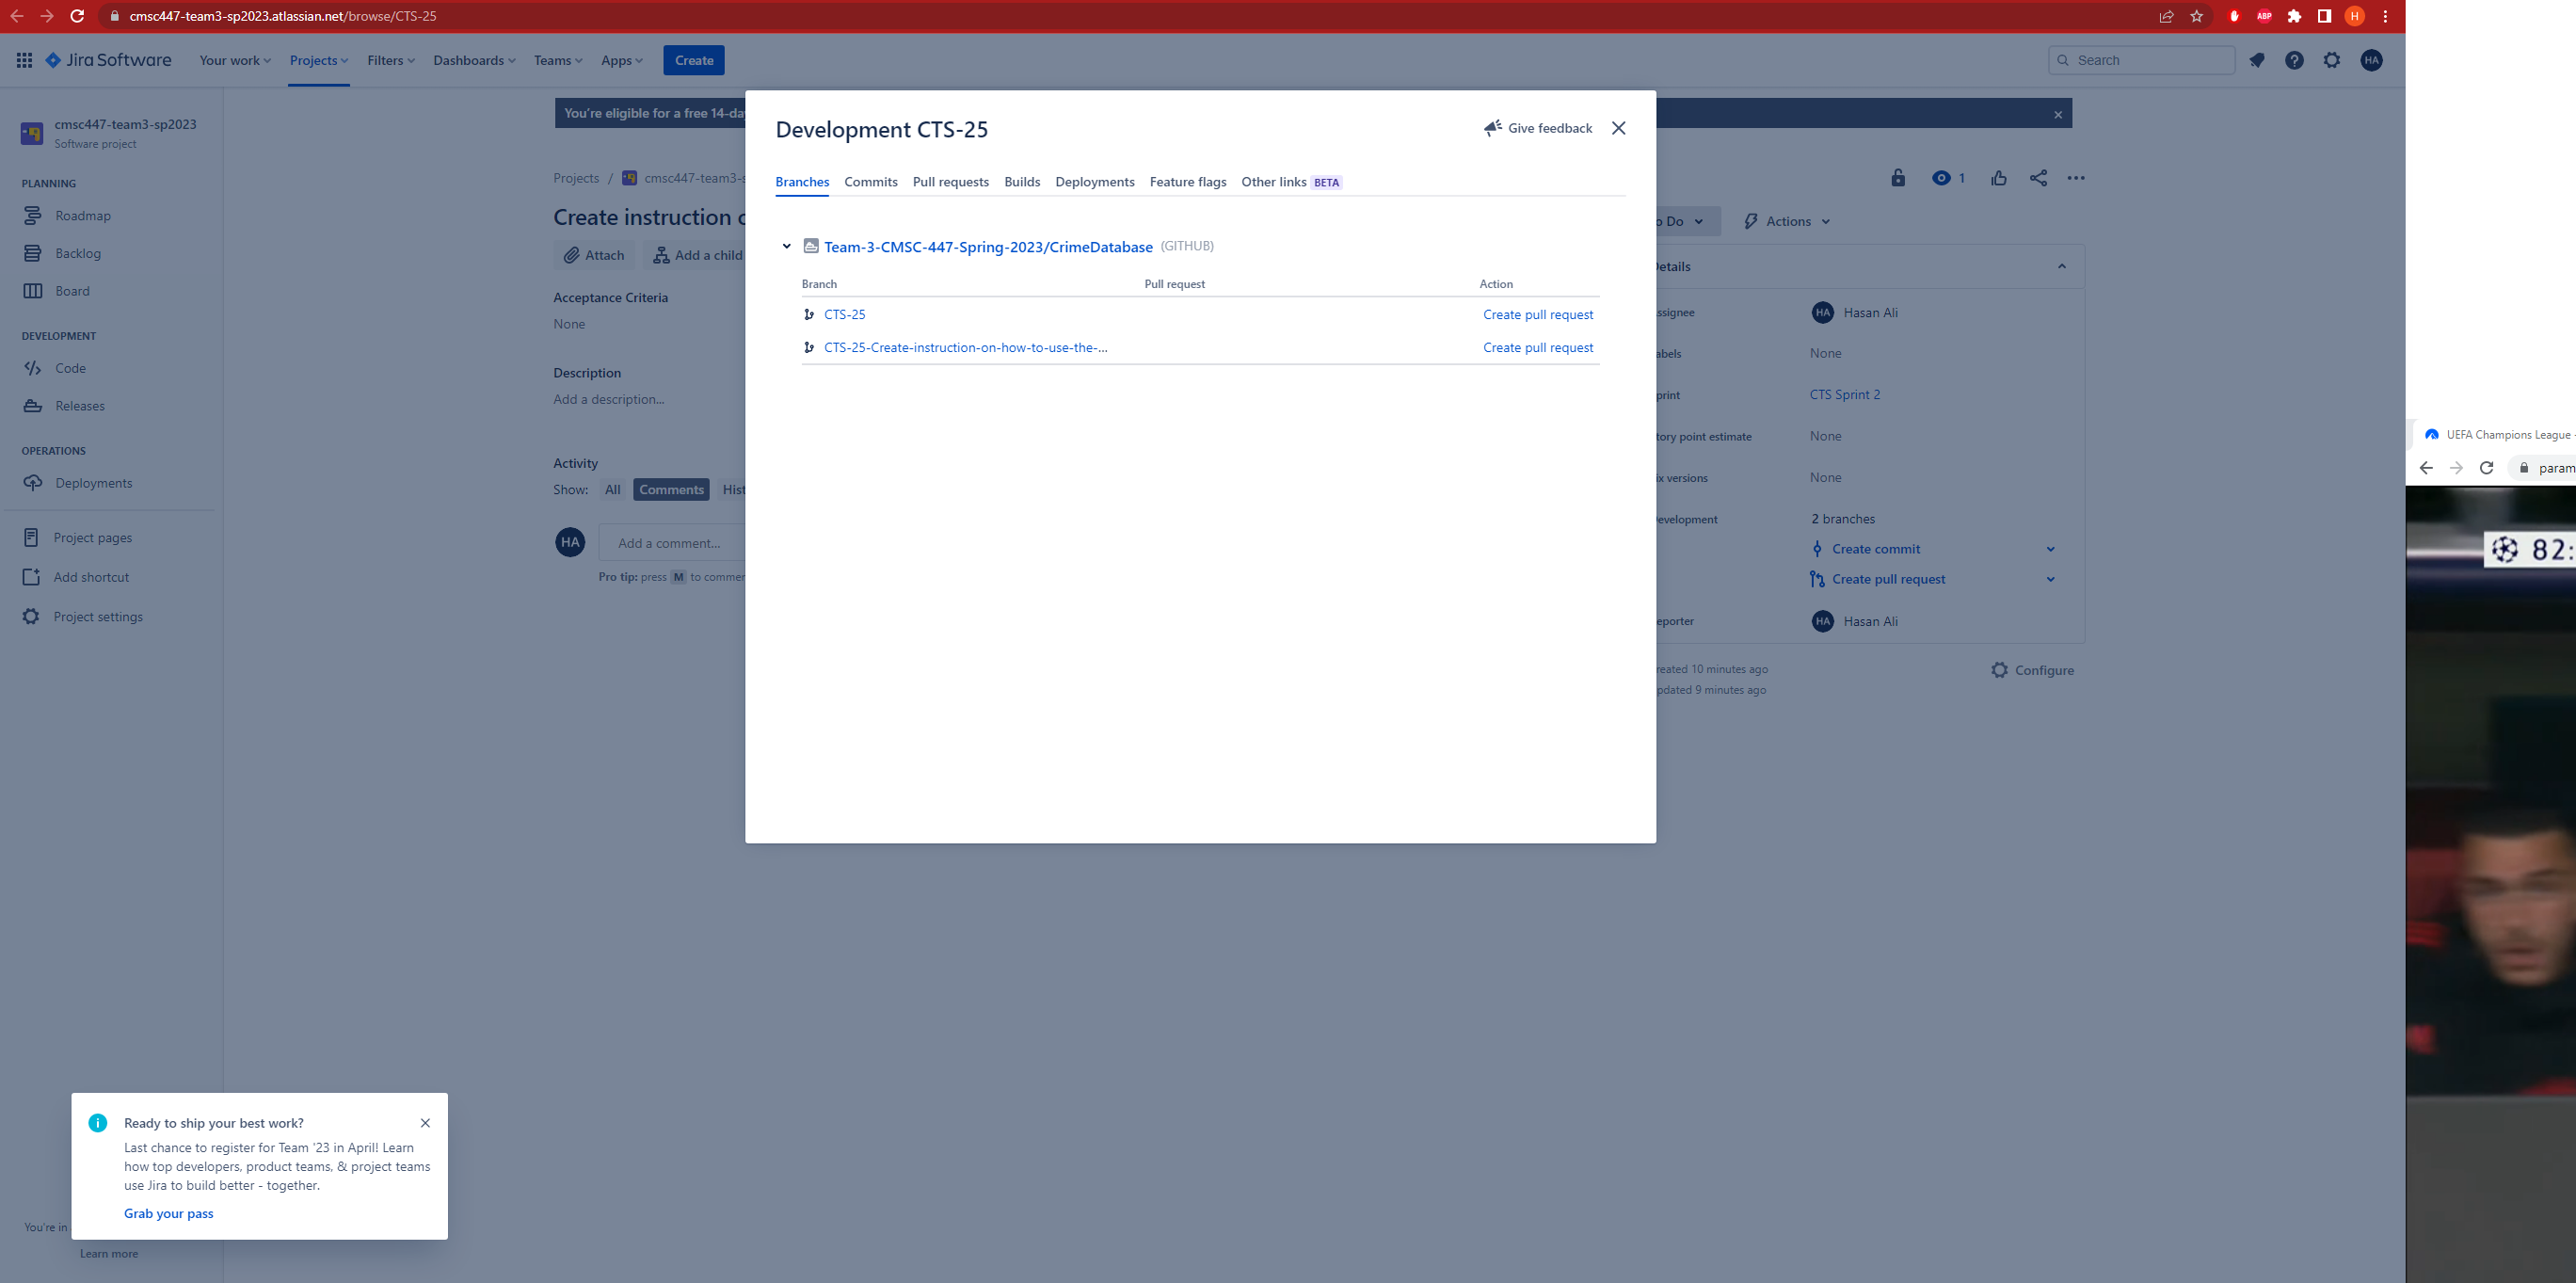 cmsc447-team3-sp2023.atlassian.net/browse/CTS-25
ABP
H
Jira Software
Your work
Projects
Filters
Dashboards
Teams
Apps
Create
Search
HA
cmsc447-team3-sp2023
Software project
PLANNING
Roadmap
Backlog
Board
DEVELOPMENT
Code
Releases
OPERATIONS
Deployments
Project pages
Add shortcut
Project settings
You're eligible for a free 14-day
Projects / cmsc447-team3-s
Create instruction o
Attach
Add a child
Acceptance Criteria
None
Description
Add a description...
Activity
Show: All Comments Hist
HA
Add a comment...
Pro tip: press M to commen
Development CTS-25
Give feedback
Branches
Commits
Pull requests
Builds
Deployments
Feature flags
Other links BETA
Team-3-CMSC-447-Spring-2023/CrimeDatabase (GITHUB)
Branch Pull request Action
CTS-25 Create pull request
CTS-25-Create-instruction-on-how-to-use-the-... Create pull request
1
o Do
Actions
Details
ssignee HA Hasan Ali
abels None
print CTS Sprint 2
tory point estimate None
ix versions None
evelopment 2 branches
Create commit
Create pull request
eporter HA Hasan Ali
reated 10 minutes ago
pdated 9 minutes ago
Configure
Ready to ship your best work?
Last chance to register for Team '23 in April! Learn
how top developers, product teams, & project teams
use Jira to build better - together.
Grab your pass
You're in
Learn more
UEFA Champions League
param
82: